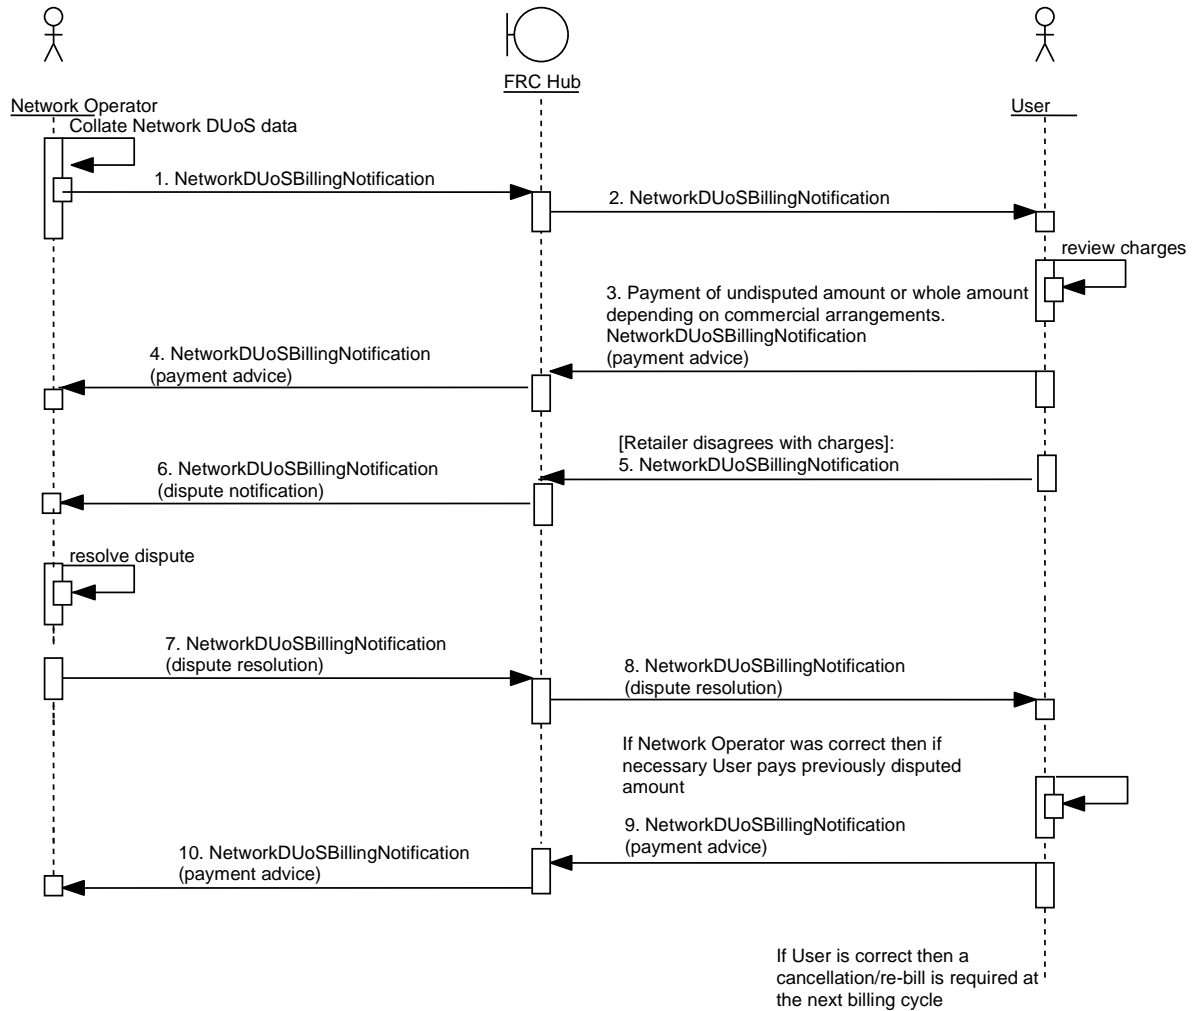 FRC Hub
Network Operator
User
Collate Network DUoS data
1. NetworkDUoSBillingNotification
2. NetworkDUoSBillingNotification
review charges
3. Payment of undisputed amount or whole amount
depending on commercial arrangements.
NetworkDUoSBillingNotification
(payment advice)
4. NetworkDUoSBillingNotification
(payment advice)
[Retailer disagrees with charges]:
5. NetworkDUoSBillingNotification
6. NetworkDUoSBillingNotification
(dispute notification)
resolve dispute
7. NetworkDUoSBillingNotification
(dispute resolution)
8. NetworkDUoSBillingNotification
(dispute resolution)
If Network Operator was correct then if
necessary User pays previously disputed
amount
9. NetworkDUoSBillingNotification
(payment advice)
10. NetworkDUoSBillingNotification
(payment advice)
If User is correct then a
cancellation/re-bill is required at
the next billing cycle